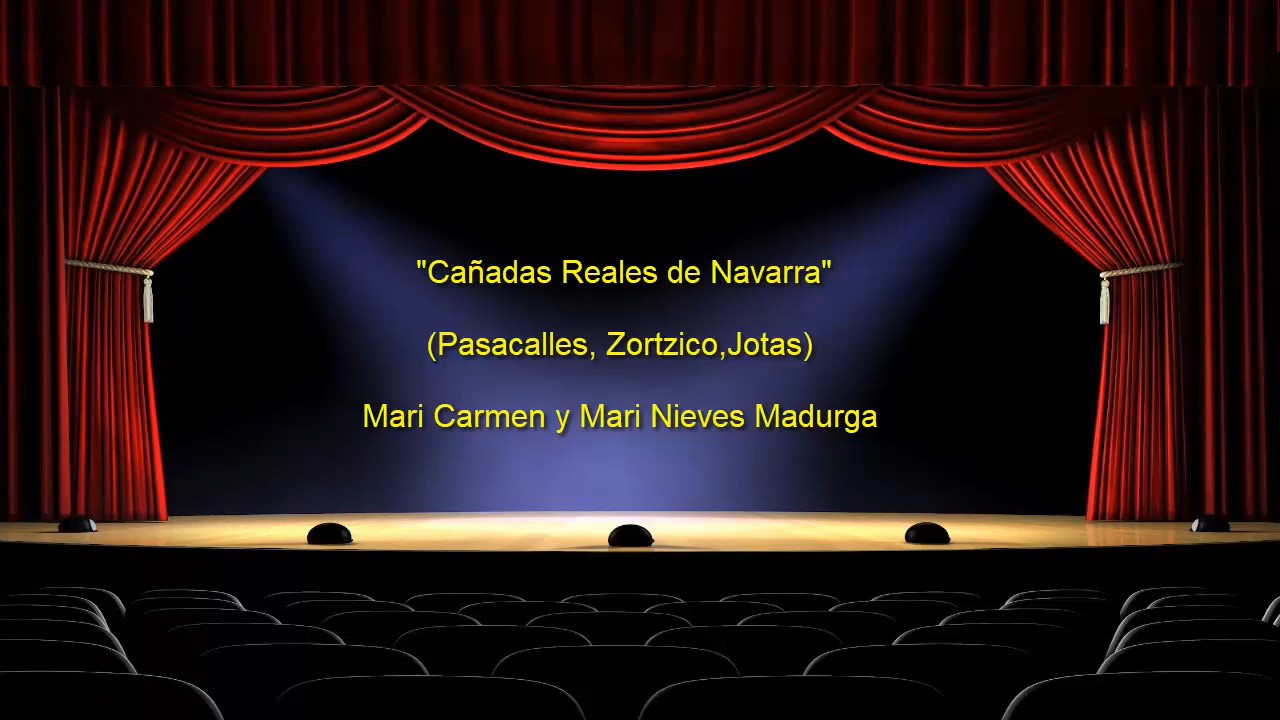 "Cañadas Reales de Navarra"
(Pasacalles, Zortzico,Jotas)
Mari Carmen y Mari Nieves Madurga